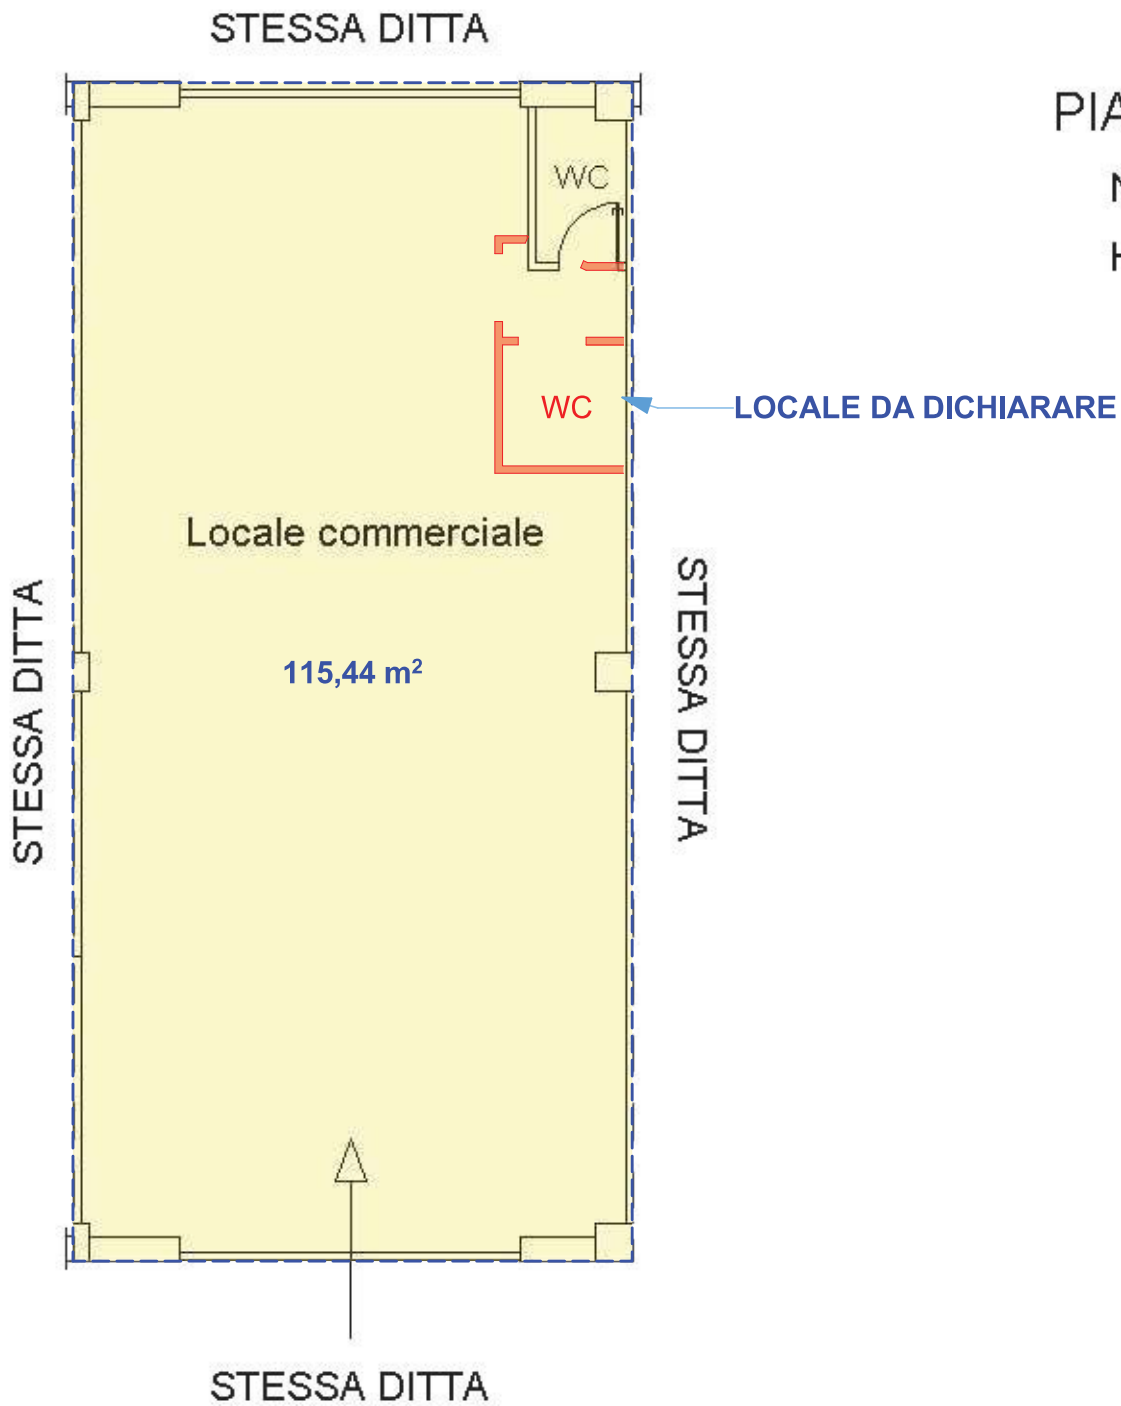 STESSA DITTA
PIA
N
H
WC
WC
LOCALE DA DICHIARARE
Locale commerciale
115,44 m²
STESSA DITTA
STESSA DITTA
STESSA DITTA